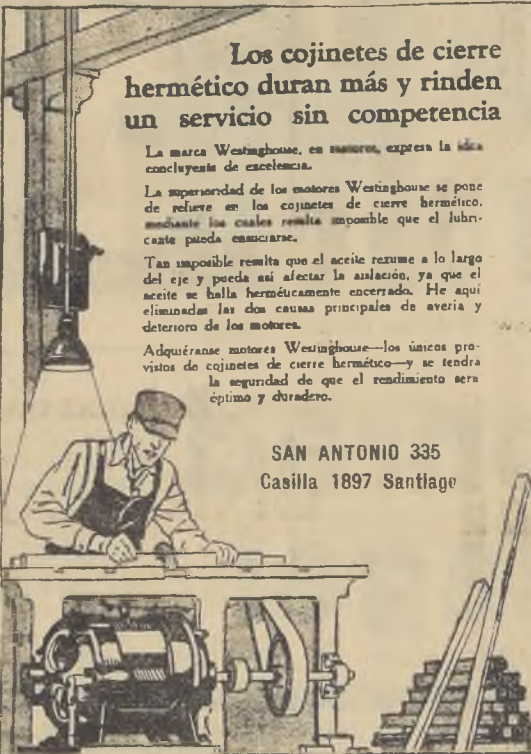 Los cojinetes de cierre
hermético duran más y rinden
un servicio sin competencia
La marca Westinghouse, en motores, expresa la idea
concluyente de excelencia.
La superioridad de los motores Westinghouse se pone
de relieve en los cojinetes de cierre hermético,
mediante los cuales resulta imposible que el lubri-
cante pueda ensuciarse.
Tan imposible resulta que el aceite rezume a lo largo
del eje y pueda así afectar la aislación, ya que el
aceite se halla herméticamente encerrado. He aquí
eliminadas las dos causas principales de avería y
deterioro de los motores.
Adquiéranse motores Westinghouse—los únicos pro-
vistos de cojinetes de cierre hermético—y se tendra
la seguridad de que el rendimiento sera
óptimo y duradero.
SAN ANTONIO 335
Casilla 1897 Santiago